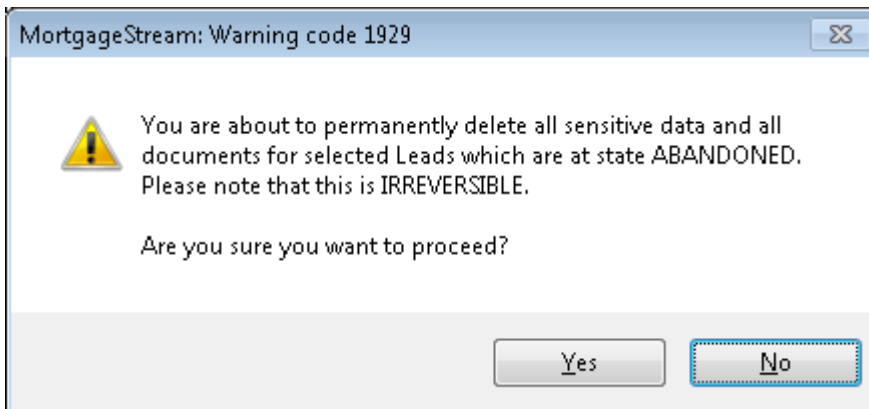 MortgageStream: Warning code 1929
You are about to permanently delete all sensitive data and all
documents for selected Leads which are at state ABANDONED.
Please note that this is IRREVERSIBLE.
Are you sure you want to proceed?
Yes
No